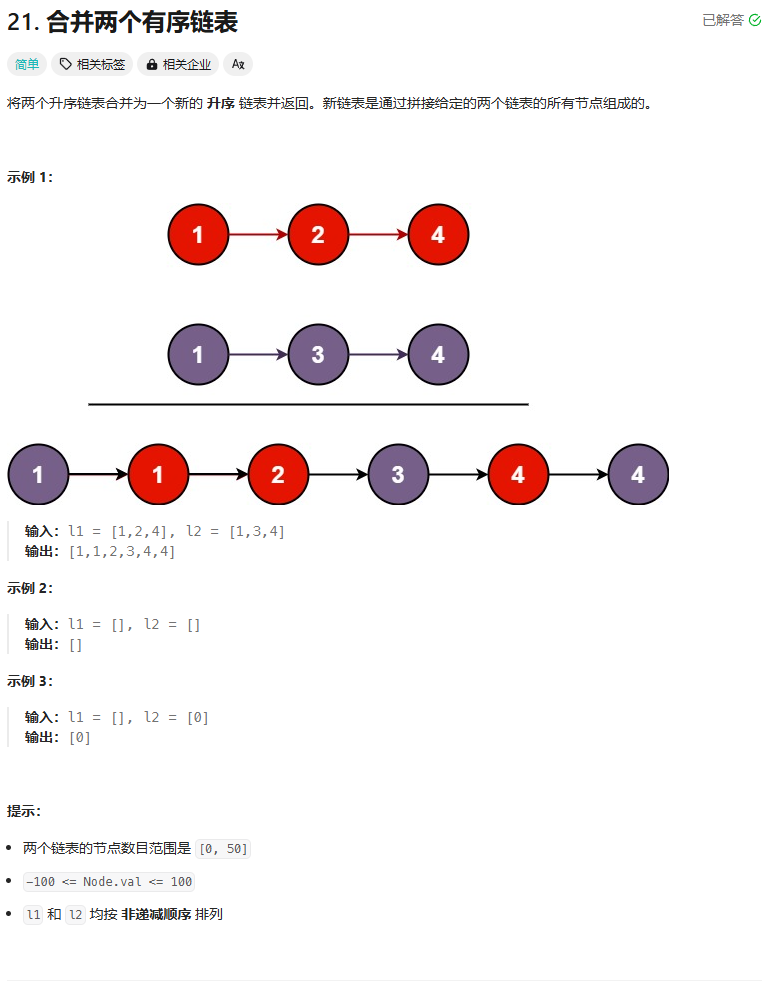 21. 合并两个有序链表
已解答
简单 相关标签 相关企业 Aあ
将两个升序链表合并为一个新的 升序 链表并返回。新链表是通过拼接给定的两个链表的所有节点组成的。
示例 1：
1 2 4
1 3 4
1 1 2 3 4 4
输入：l1 = [1,2,4], l2 = [1,3,4]
输出：[1,1,2,3,4,4]
示例 2：
输入：l1 = [], l2 = []
输出：[]
示例 3：
输入：l1 = [], l2 = [0]
输出：[0]
提示：
两个链表的节点数目范围是 [0, 50]
-100 <= Node.val <= 100
l1 和 l2 均按 非递减顺序 排列